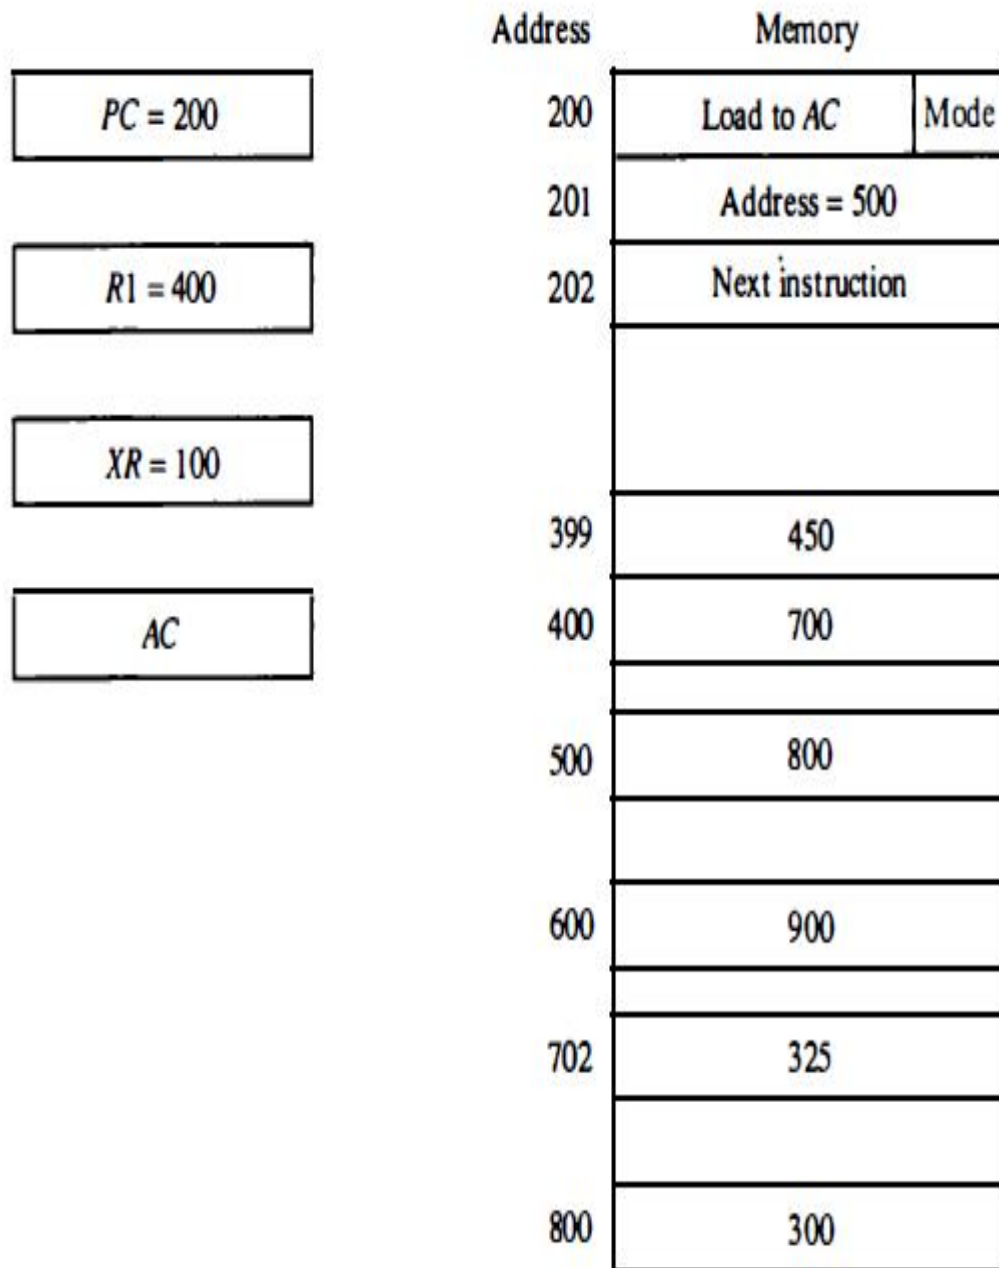 Address Memory
PC = 200
200 Load to AC Mode
201 Address = 500
R1 = 400
202 Next instruction
XR = 100
399 450
AC
400 700
500 800
600 900
702 325
800 300